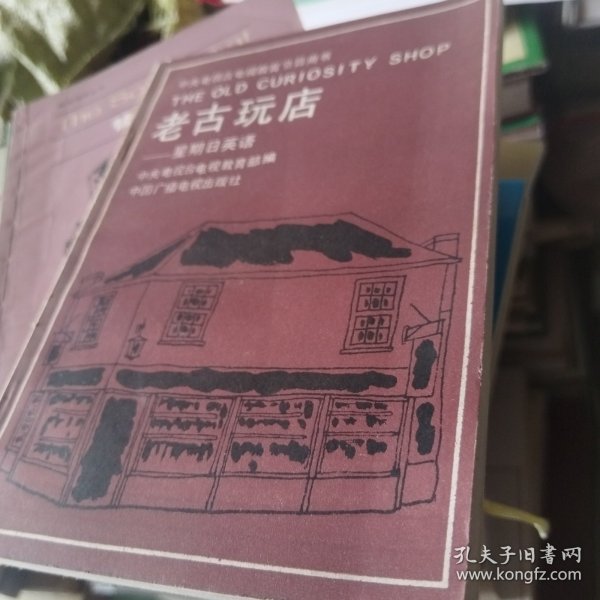 中央电视台电视教育节目用书
THE OLD CURIOSITY SHOP
老古玩店
——星期日英语
中央电视台电视教育部编
中国广播电视出版社
孔夫子旧书网
www.kongfz.com